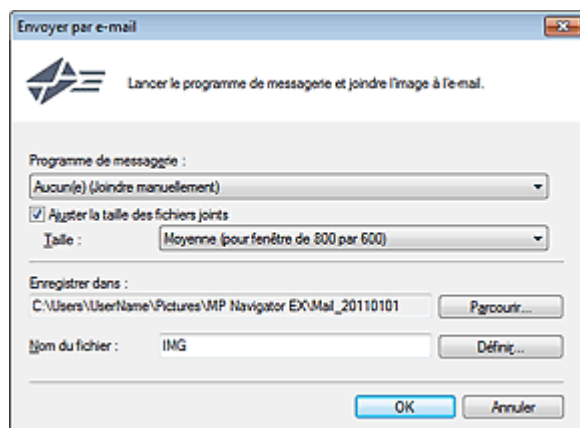 Envoyer par e-mail
Lancer le programme de messagerie et joindre l'image à l'e-mail.
Programme de messagerie :
Aucun(e) (Joindre manuellement)
Ajuster la taille des fichiers joints
Taille :
Moyenne (pour fenêtre de 800 par 600)
Enregistrer dans :
C:\Users\UserName\Pictures\MP Navigator EX\Mail_20110101
Parcourir...
Nom du fichier :
IMG
Définir...
OK
Annuler